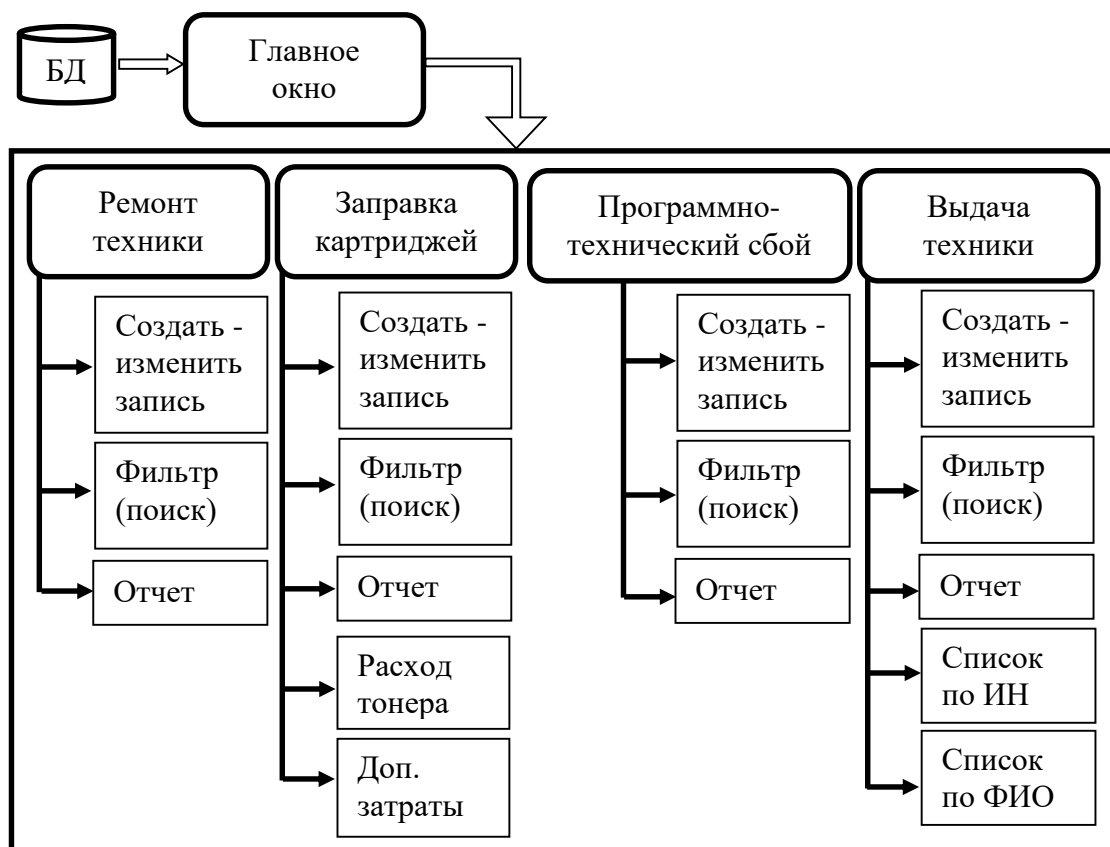 БД
Главное
окно
Ремонт
техники
Создать -
изменить
запись
Фильтр
(поиск)
Отчет
Заправка
картриджей
Создать -
изменить
запись
Фильтр
(поиск)
Отчет
Расход
тонера
Доп.
затраты
Программно-
технический сбой
Создать -
изменить
запись
Фильтр
(поиск)
Отчет
Выдача
техники
Создать -
изменить
запись
Фильтр
(поиск)
Отчет
Список
по ИН
Список
по ФИО